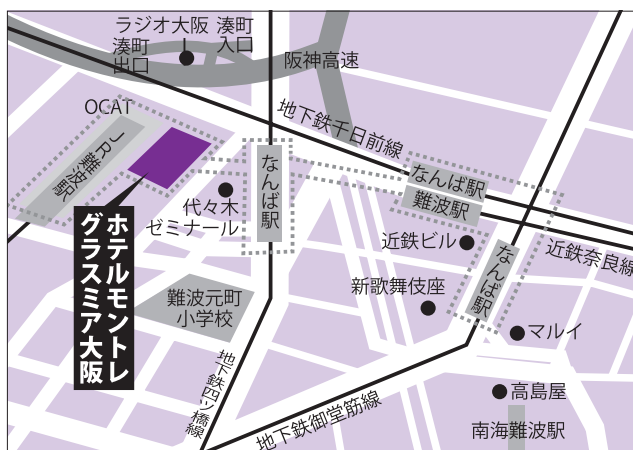 ラジオ大阪
湊町
入口
湊町
出口
阪神高速
OCAT
地下鉄千日前線
JR難波駅
なんば駅
なんば駅
難波駅
代々木
ゼミナール
近鉄ビル
近鉄奈良線
なんば駅
ホテルモントレ
グラスミア大阪
新歌舞伎座
難波元町
小学校
マルイ
地下鉄四ツ橋線
高島屋
地下鉄御堂筋線
南海難波駅